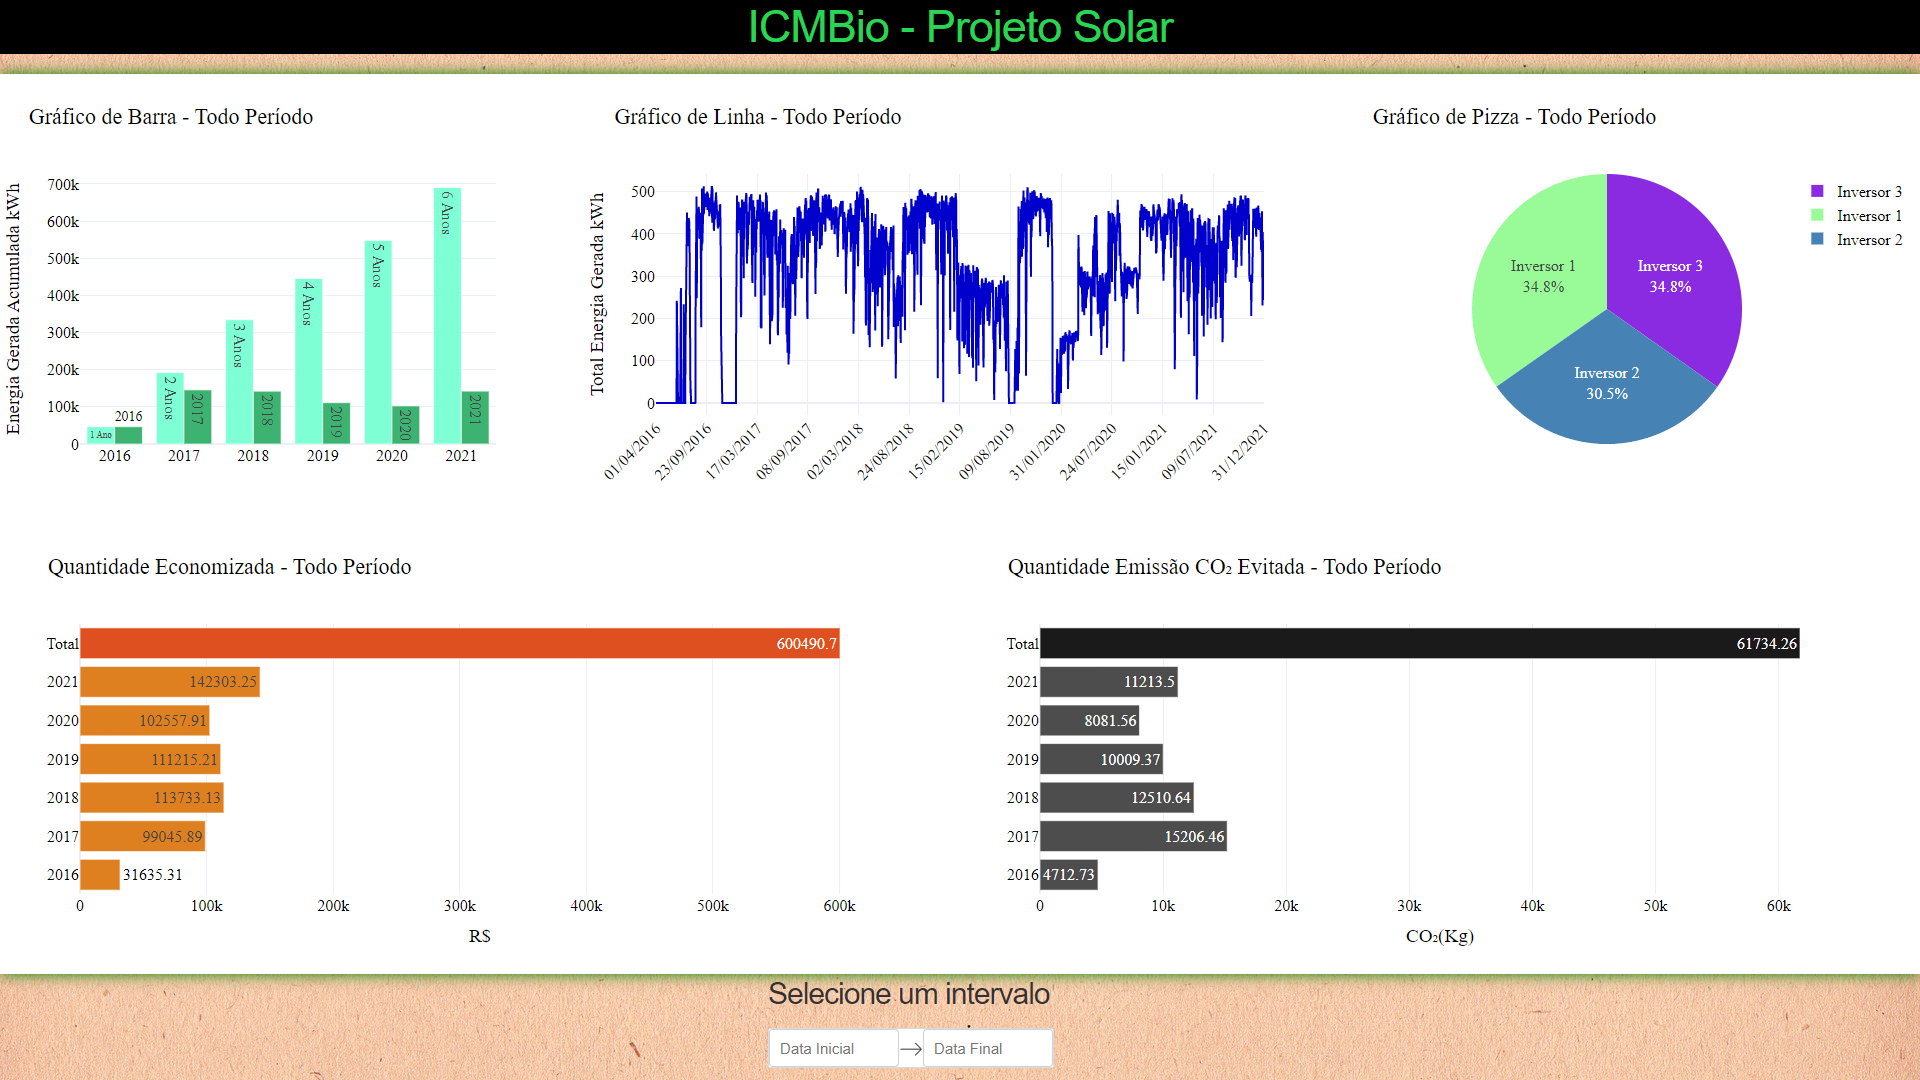 ICMBio - Projeto Solar
Gráfico de Barra - Todo Período
Energia Gerada Acumulada kWh
700k
600k
500k
400k
300k
200k
100k
0
1 Ano
2 Anos
3 Anos
4 Anos
5 Anos
6 Anos
2016
2017
2018
2019
2020
2021
2016
2017
2018
2019
2020
2021
Gráfico de Linha - Todo Período
Total Energia Gerada kWh
500
400
300
200
100
0
01/04/2016
23/09/2016
17/03/2017
08/09/2017
02/03/2018
24/08/2018
15/02/2019
09/08/2019
31/01/2020
24/07/2020
15/01/2021
09/07/2021
31/12/2021
Gráfico de Pizza - Todo Período
Inversor 1
34.8%
Inversor 3
34.8%
Inversor 2
30.5%
Inversor 3
Inversor 1
Inversor 2
Quantidade Economizada - Todo Período
Total 600490.7
2021 142303.25
2020 102557.91
2019 111215.21
2018 113733.13
2017 99045.89
2016 31635.31
0 100k 200k 300k 400k 500k 600k
R$
Quantidade Emissão CO₂ Evitada - Todo Período
Total 61734.26
2021 11213.5
2020 8081.56
2019 10009.37
2018 12510.64
2017 15206.46
2016 4712.73
0 10k 20k 30k 40k 50k 60k
CO₂(Kg)
Selecione um intervalo
Data Inicial → Data Final